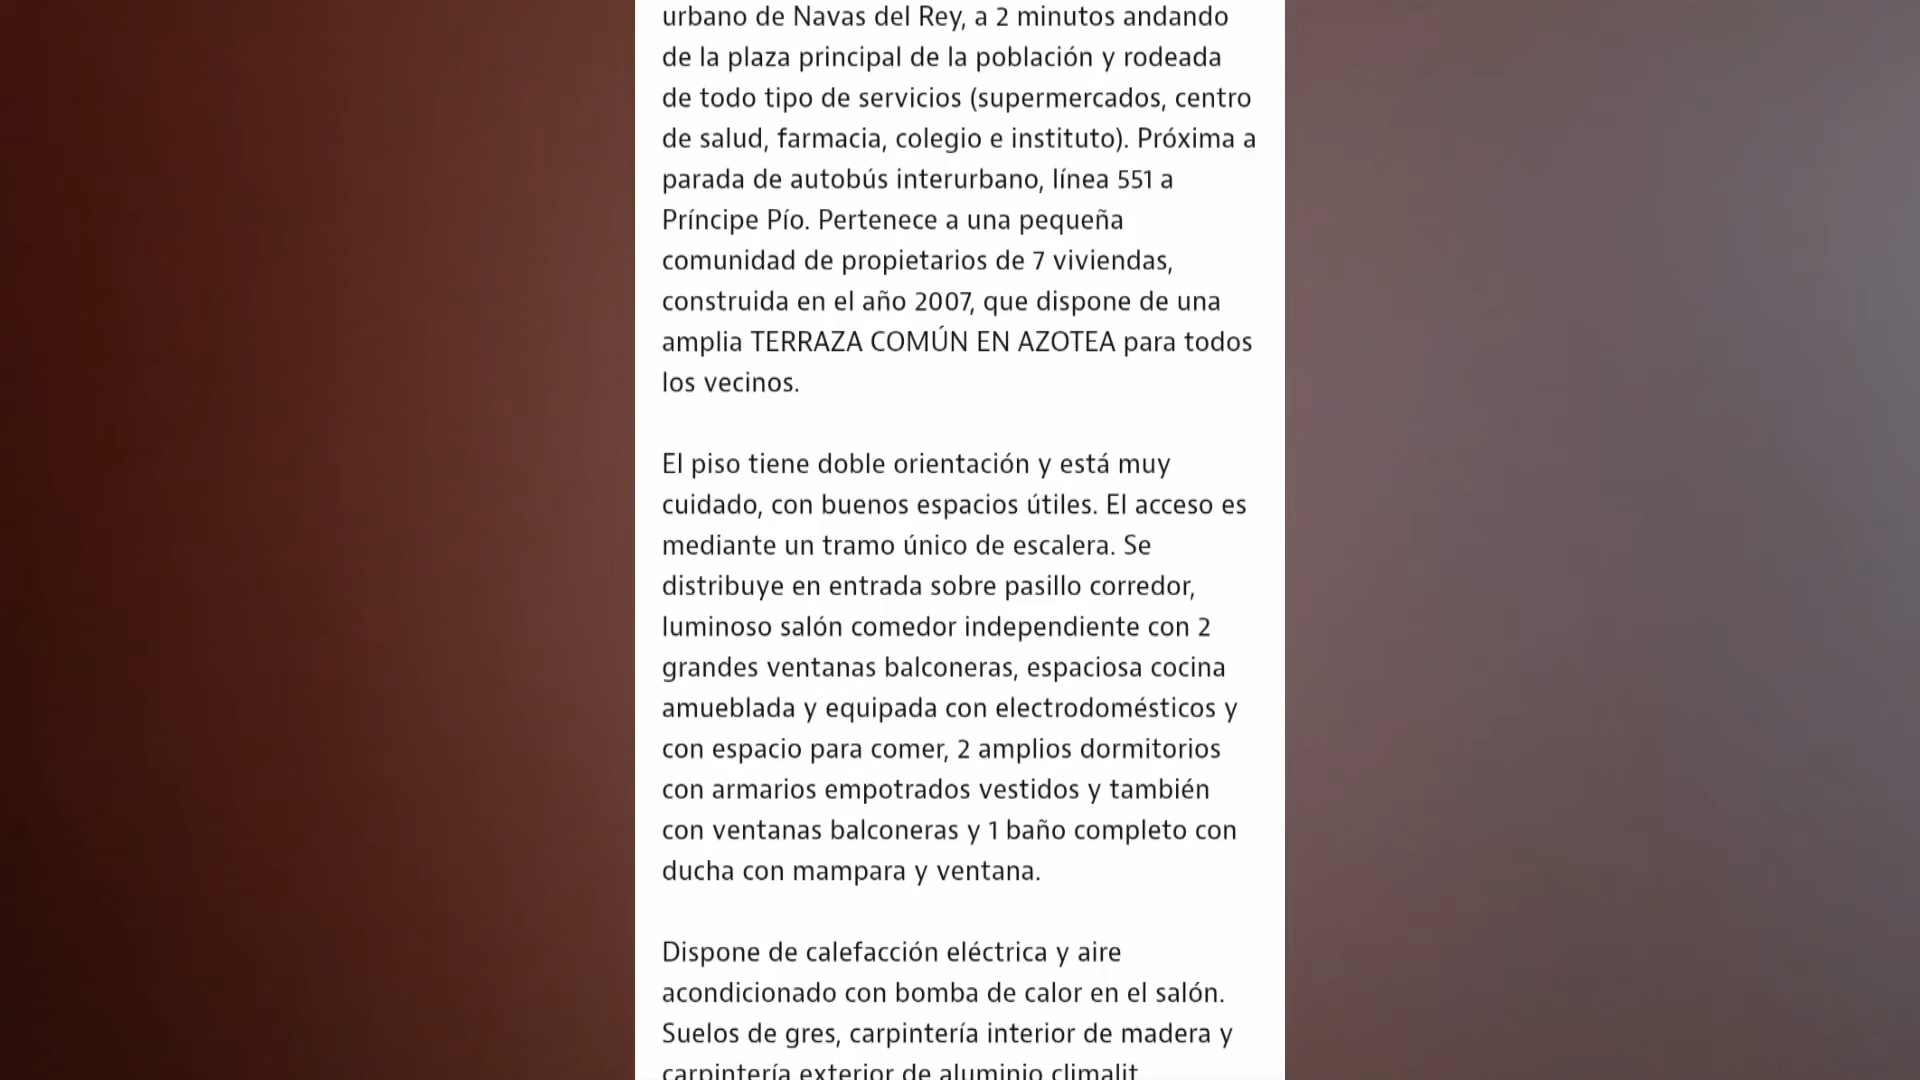 urbano de Navas del Rey, a 2 minutos andando
de la plaza principal de la población y rodeada
de todo tipo de servicios (supermercados, centro
de salud, farmacia, colegio e instituto). Próxima a
parada de autobús interurbano, línea 551 a
Príncipe Pío. Pertenece a una pequeña
comunidad de propietarios de 7 viviendas,
construida en el año 2007, que dispone de una
amplia TERRAZA COMÚN EN AZOTEA para todos
los vecinos.
El piso tiene doble orientación y está muy
cuidado, con buenos espacios útiles. El acceso es
mediante un tramo único de escalera. Se
distribuye en entrada sobre pasillo corredor,
luminoso salón comedor independiente con 2
grandes ventanas balconeras, espaciosa cocina
amueblada y equipada con electrodomésticos y
con espacio para comer, 2 amplios dormitorios
con armarios empotrados vestidos y también
con ventanas balconeras y 1 baño completo con
ducha con mampara y ventana.
Dispone de calefacción eléctrica y aire
acondicionado con bomba de calor en el salón.
Suelos de gres, carpintería interior de madera y
carpintería exterior de aluminio climalit.